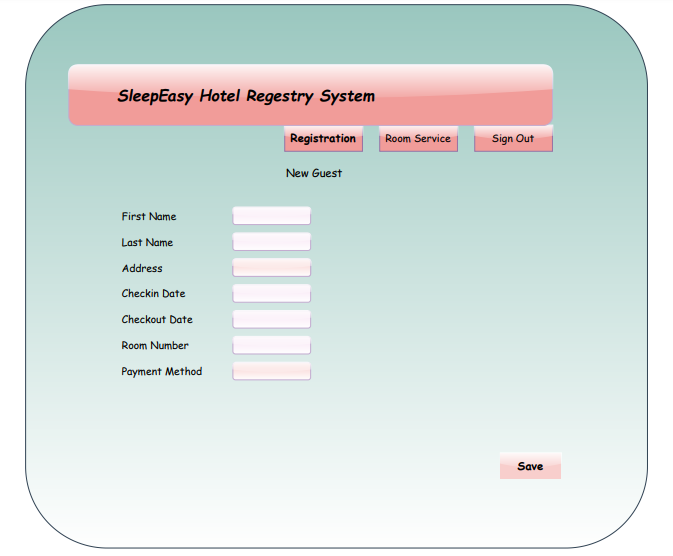 SleepEasy Hotel Regestry System
Registration Room Service Sign Out
New Guest
First Name
Last Name
Address
Checkin Date
Checkout Date
Room Number
Payment Method
Save